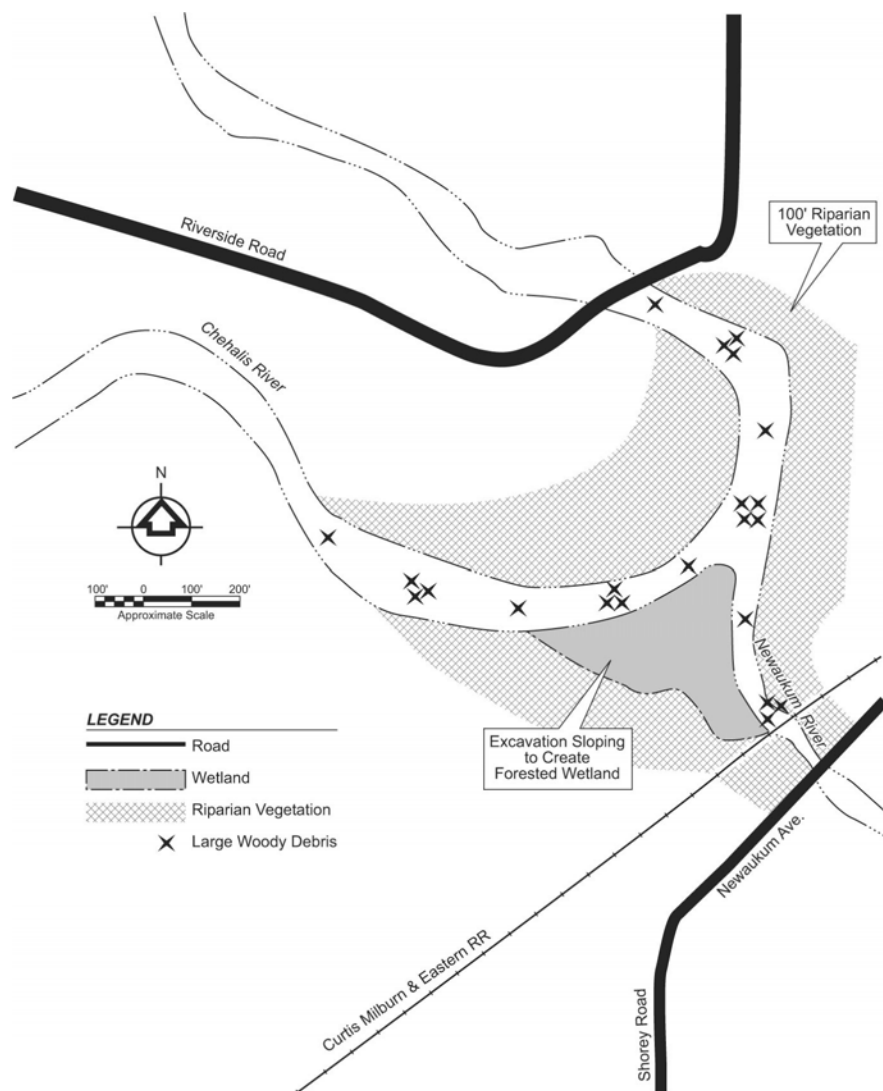 100' Riparian
Vegetation
Riverside Road
Chehalis River
N
100' 0 100' 200'
Approximate Scale
Newaukum River
LEGEND
Road
Wetland
Riparian Vegetation
Large Woody Debris
Excavation Sloping
to Create
Forested Wetland
Newaukum Ave.
Curtis Milburn & Eastern RR
Shorey Road